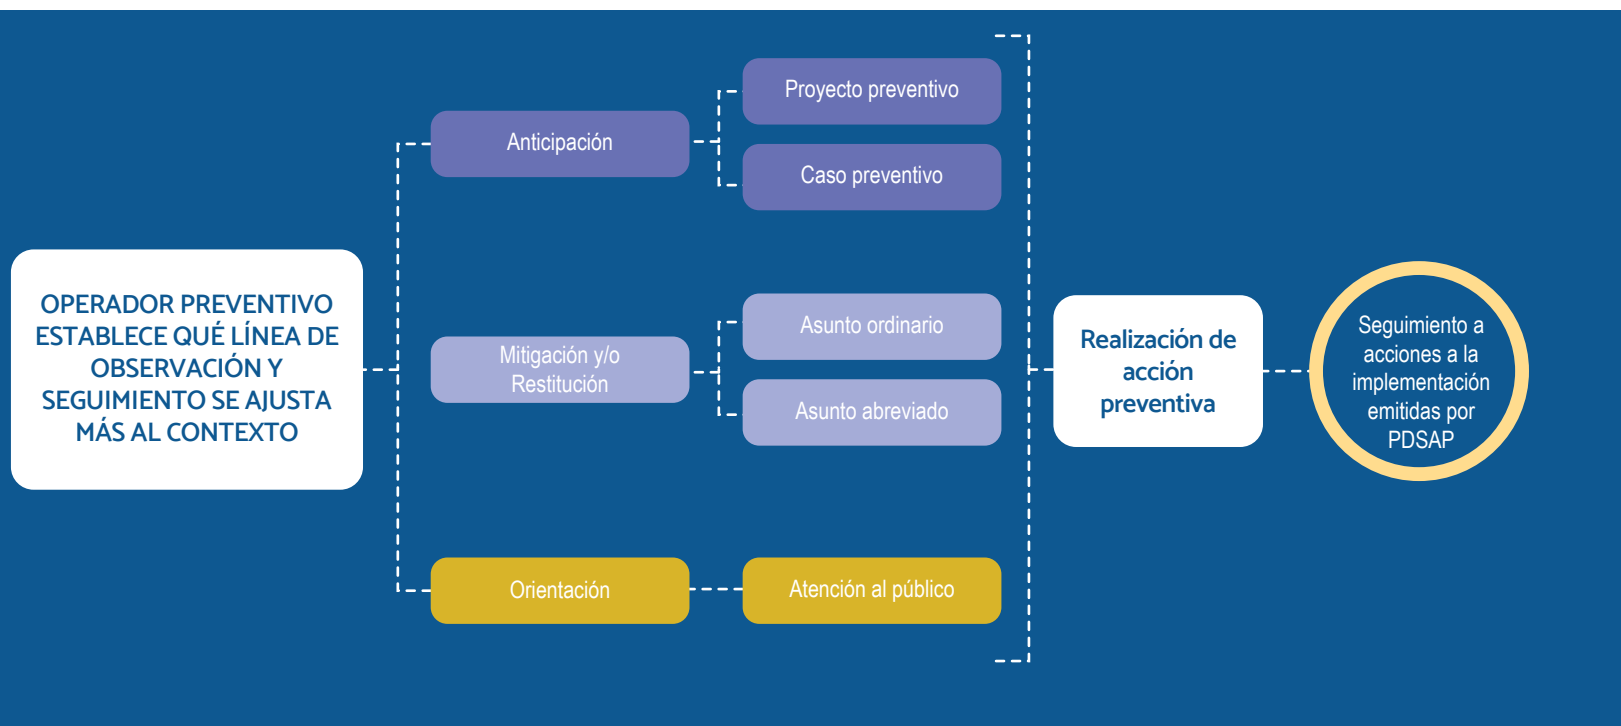 OPERADOR PREVENTIVO
ESTABLECE QUÉ LÍNEA DE
OBSERVACIÓN Y
SEGUIMIENTO SE AJUSTA
MÁS AL CONTEXTO
Anticipación
Proyecto preventivo
Caso preventivo
Mitigación y/o
Restitución
Asunto ordinario
Asunto abreviado
Orientación
Atención al público
Realización de
acción
preventiva
Seguimiento a
acciones a la
implementación
emitidas por
PDSAP